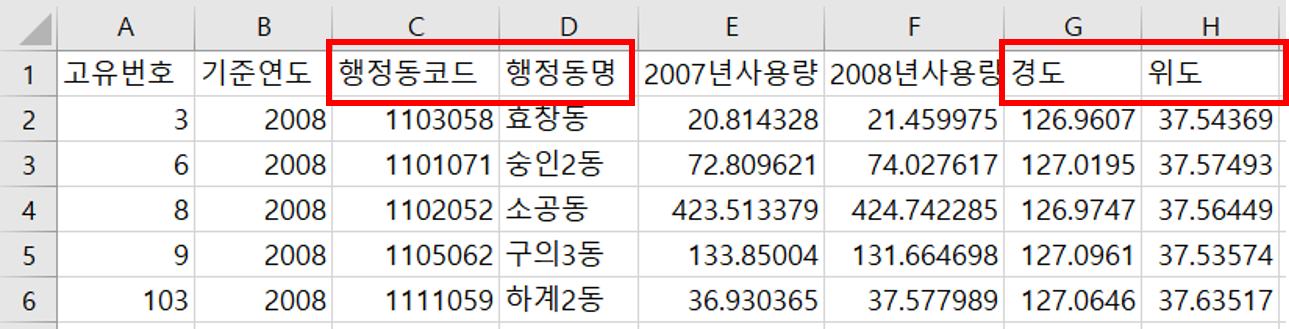 A B C D E F G H
1 고유번호 기준연도 행정동코드 행정동명 2007년사용량 2008년사용량 경도 위도
2 3 2008 1103058 효창동 20.814328 21.459975 126.9607 37.54369
3 6 2008 1101071 숭인2동 72.809621 74.027617 127.0195 37.57493
4 8 2008 1102052 소공동 423.513379 424.742285 126.9747 37.56449
5 9 2008 1105062 구의3동 133.85004 131.664698 127.0961 37.53574
6 103 2008 1111059 하계2동 36.930365 37.577989 127.0646 37.63517